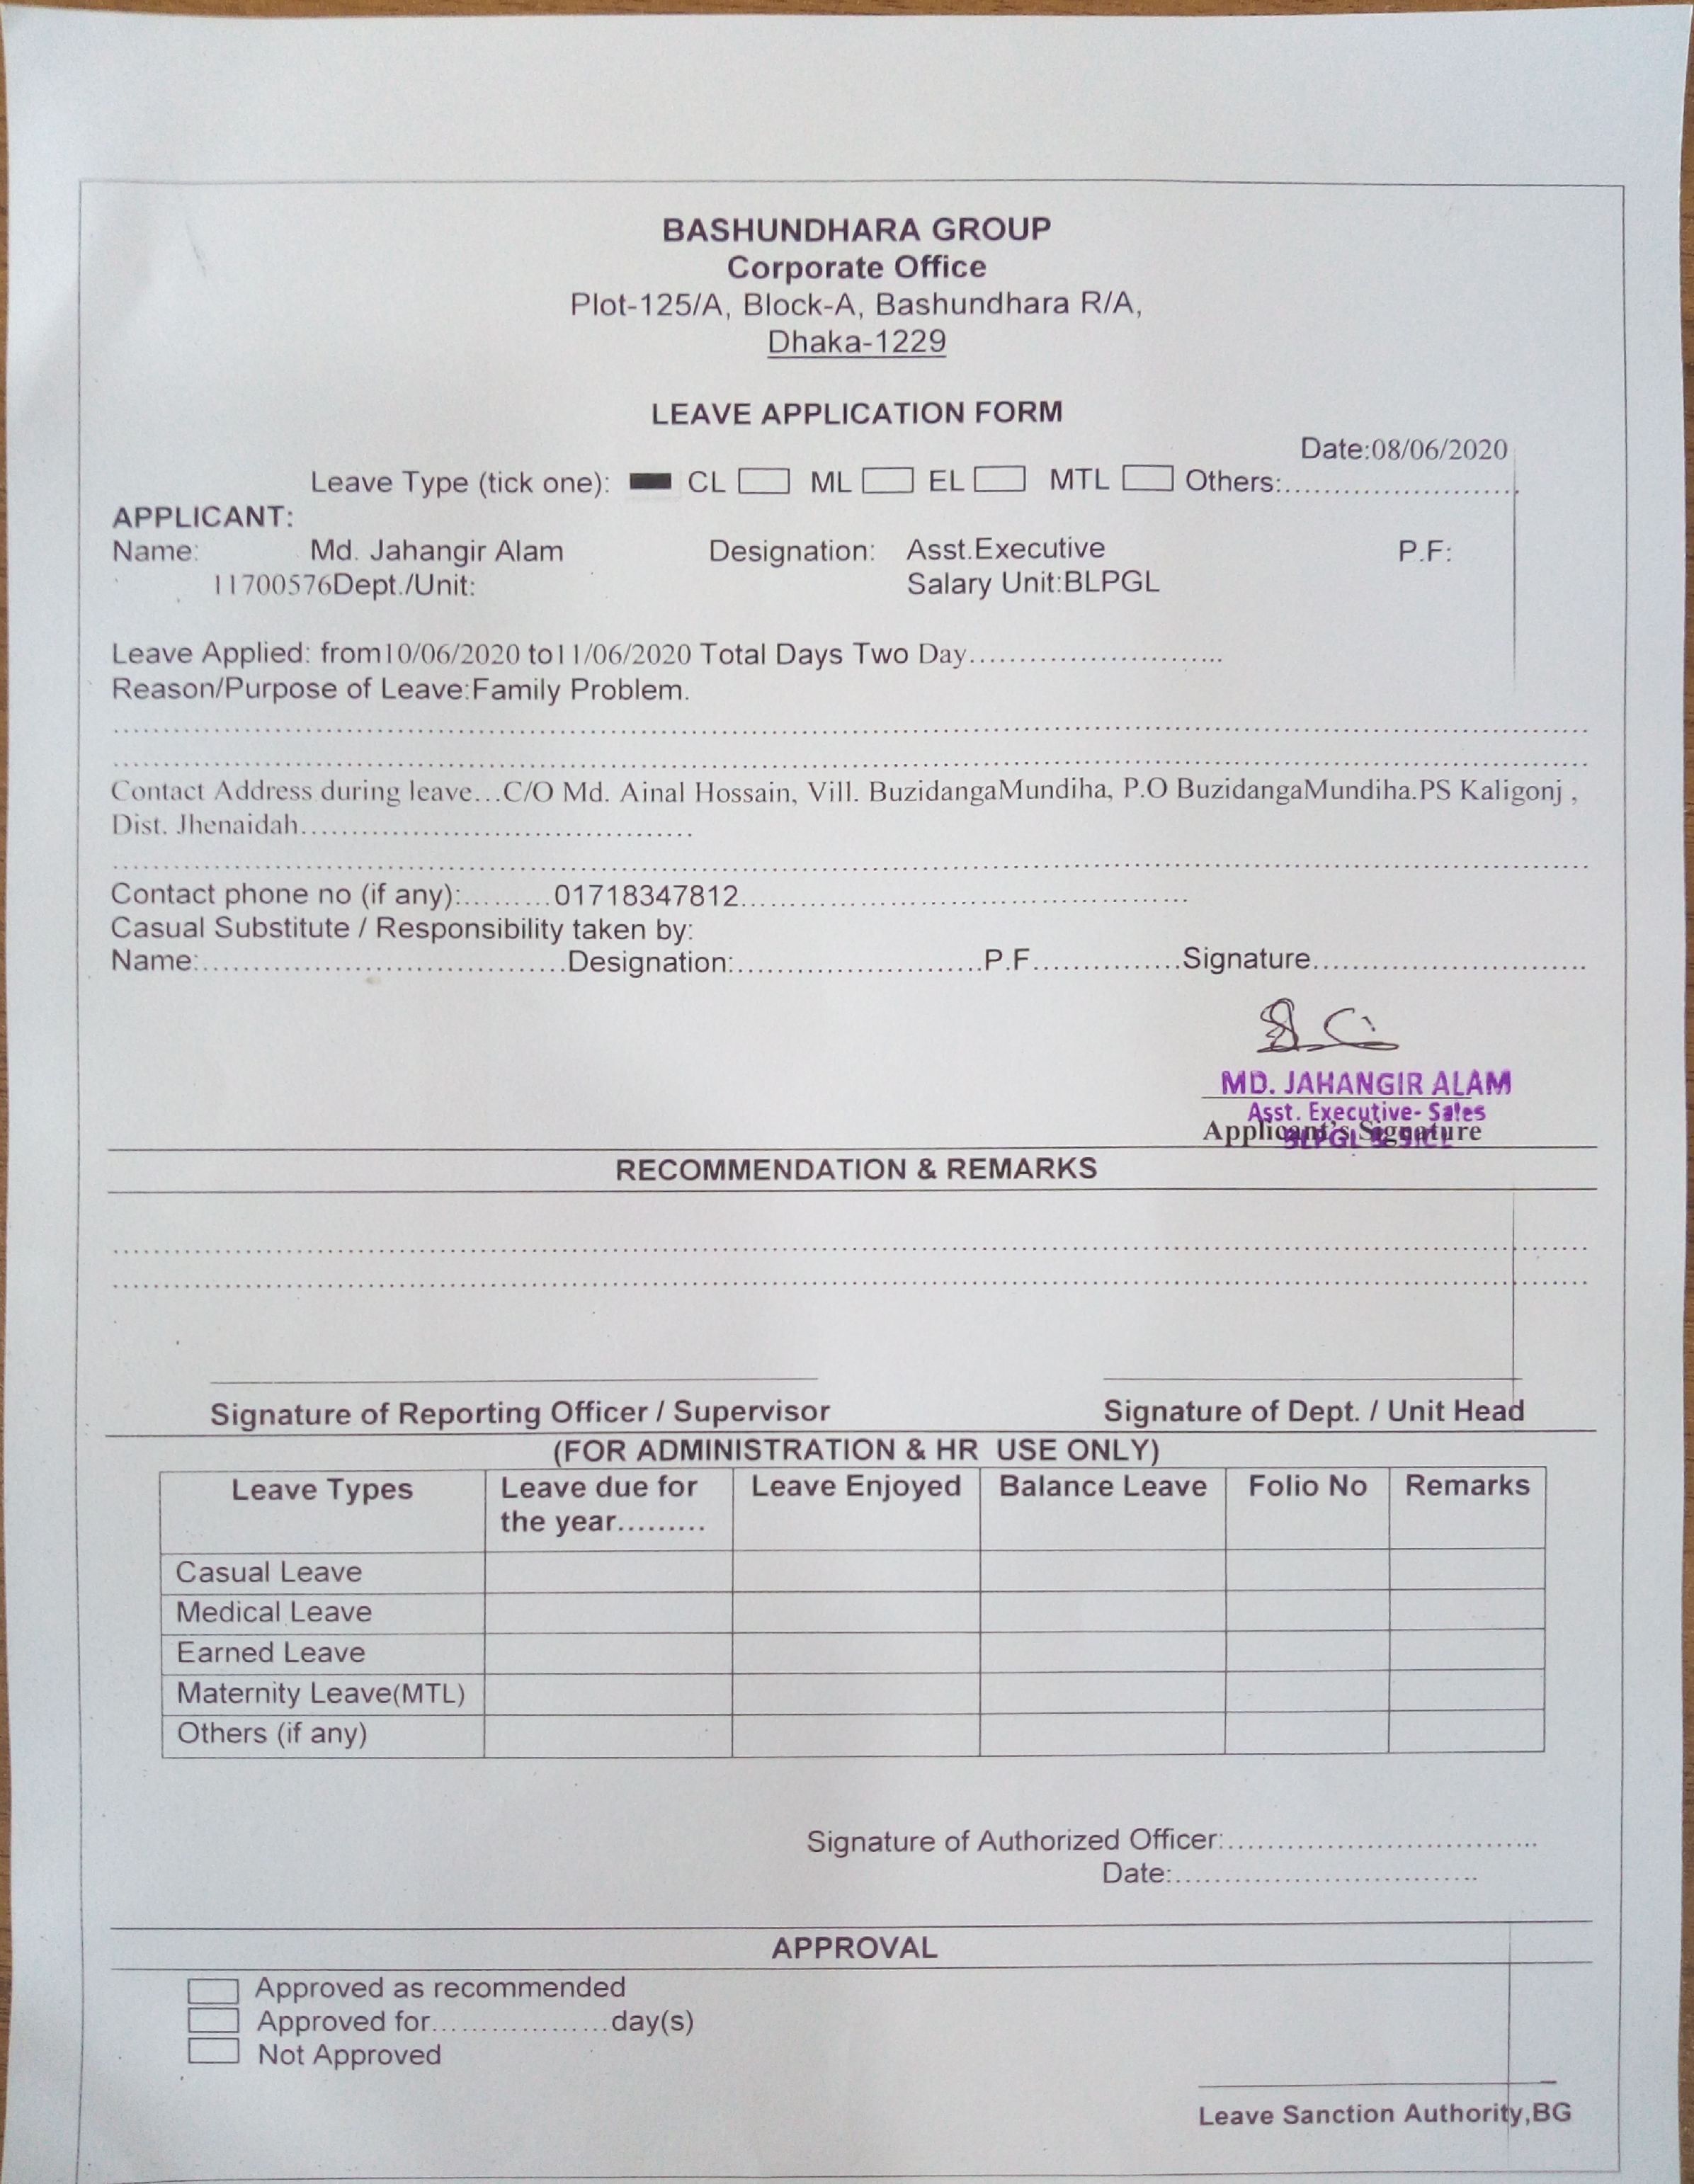 BASHUNDHARA GROUP
Corporate Office
Plot-125/A, Block-A, Bashundhara R/A,
Dhaka-1229
LEAVE APPLICATION FORM
Date:08/06/2020
Leave Type (tick one): CL ML EL MTL Others:..............................
APPLICANT:
Name: Md. Jahangir Alam Designation: Asst.Executive P.F:
11700576Dept./Unit: Salary Unit:BLPGL
Leave Applied: from10/06/2020 to11/06/2020 Total Days Two Day..............................
Reason/Purpose of Leave:Family Problem.
Contact Address during leave...C/O Md. Ainal Hossain, Vill. BuzidangaMundiha, P.O BuzidangaMundiha.PS Kaligonj ,
Dist. Jhenaidah..............................
Contact phone no (if any):.........01718347812..............................
Casual Substitute / Responsibility taken by:
Name:..............................Designation:.........................P.F...............Signature..............................
MD. JAHANGIR ALAM
Asst. Executive- Sales
Applicant's Signature
RECOMMENDATION & REMARKS
Signature of Reporting Officer / Supervisor Signature of Dept. / Unit Head
(FOR ADMINISTRATION & HR USE ONLY)
Leave Types Leave due for Leave Enjoyed Balance Leave Folio No Remarks
the year.........
Casual Leave
Medical Leave
Earned Leave
Maternity Leave(MTL)
Others (if any)
Signature of Authorized Officer:..............................
Date:..............................
APPROVAL
Approved as recommended
Approved for..................day(s)
Not Approved
Leave Sanction Authority,BG